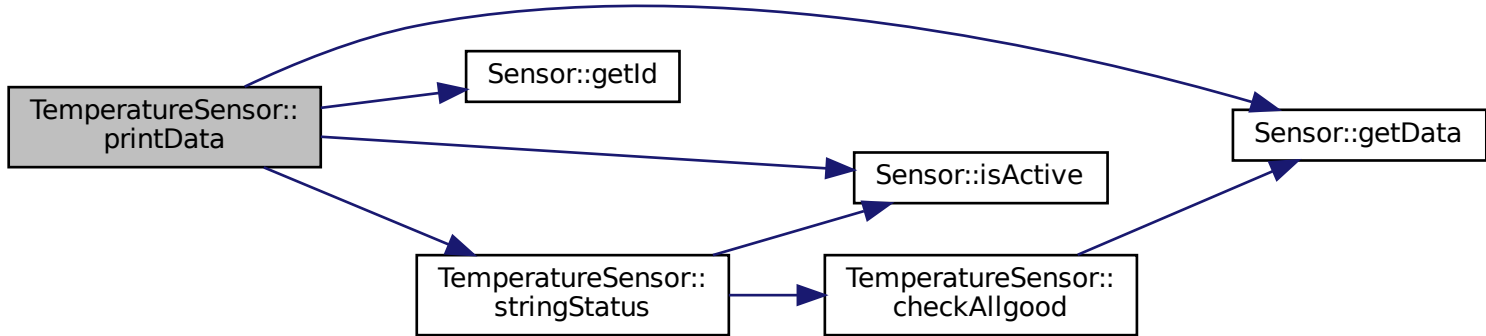 TemperatureSensor::
printData
Sensor::getId
Sensor::isActive
TemperatureSensor::
stringStatus
TemperatureSensor::
checkAllgood
Sensor::getData